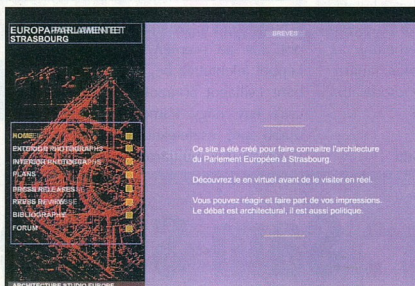 EUROPAPARLAMENTET
STRASBOURG
BREVES
HOME
EXTERIOR PHOTOGRAPHS
INTERIOR PHOTOGRAPHS
PLANS
PRESS RELEASES
PRESS REVIEW
BIBLIOGRAPHIE
FORUM
Ce site a été créé pour faire connaitre l'architecture
du Parlement Européen à Strasbourg.
Découvrez le en virtuel avant de le visiter en réel.
Vous pouvez réagir et faire part de vos impressions.
Le débat est architectural, il est aussi politique.
ARCHITECTURE STUDIO EUROPE